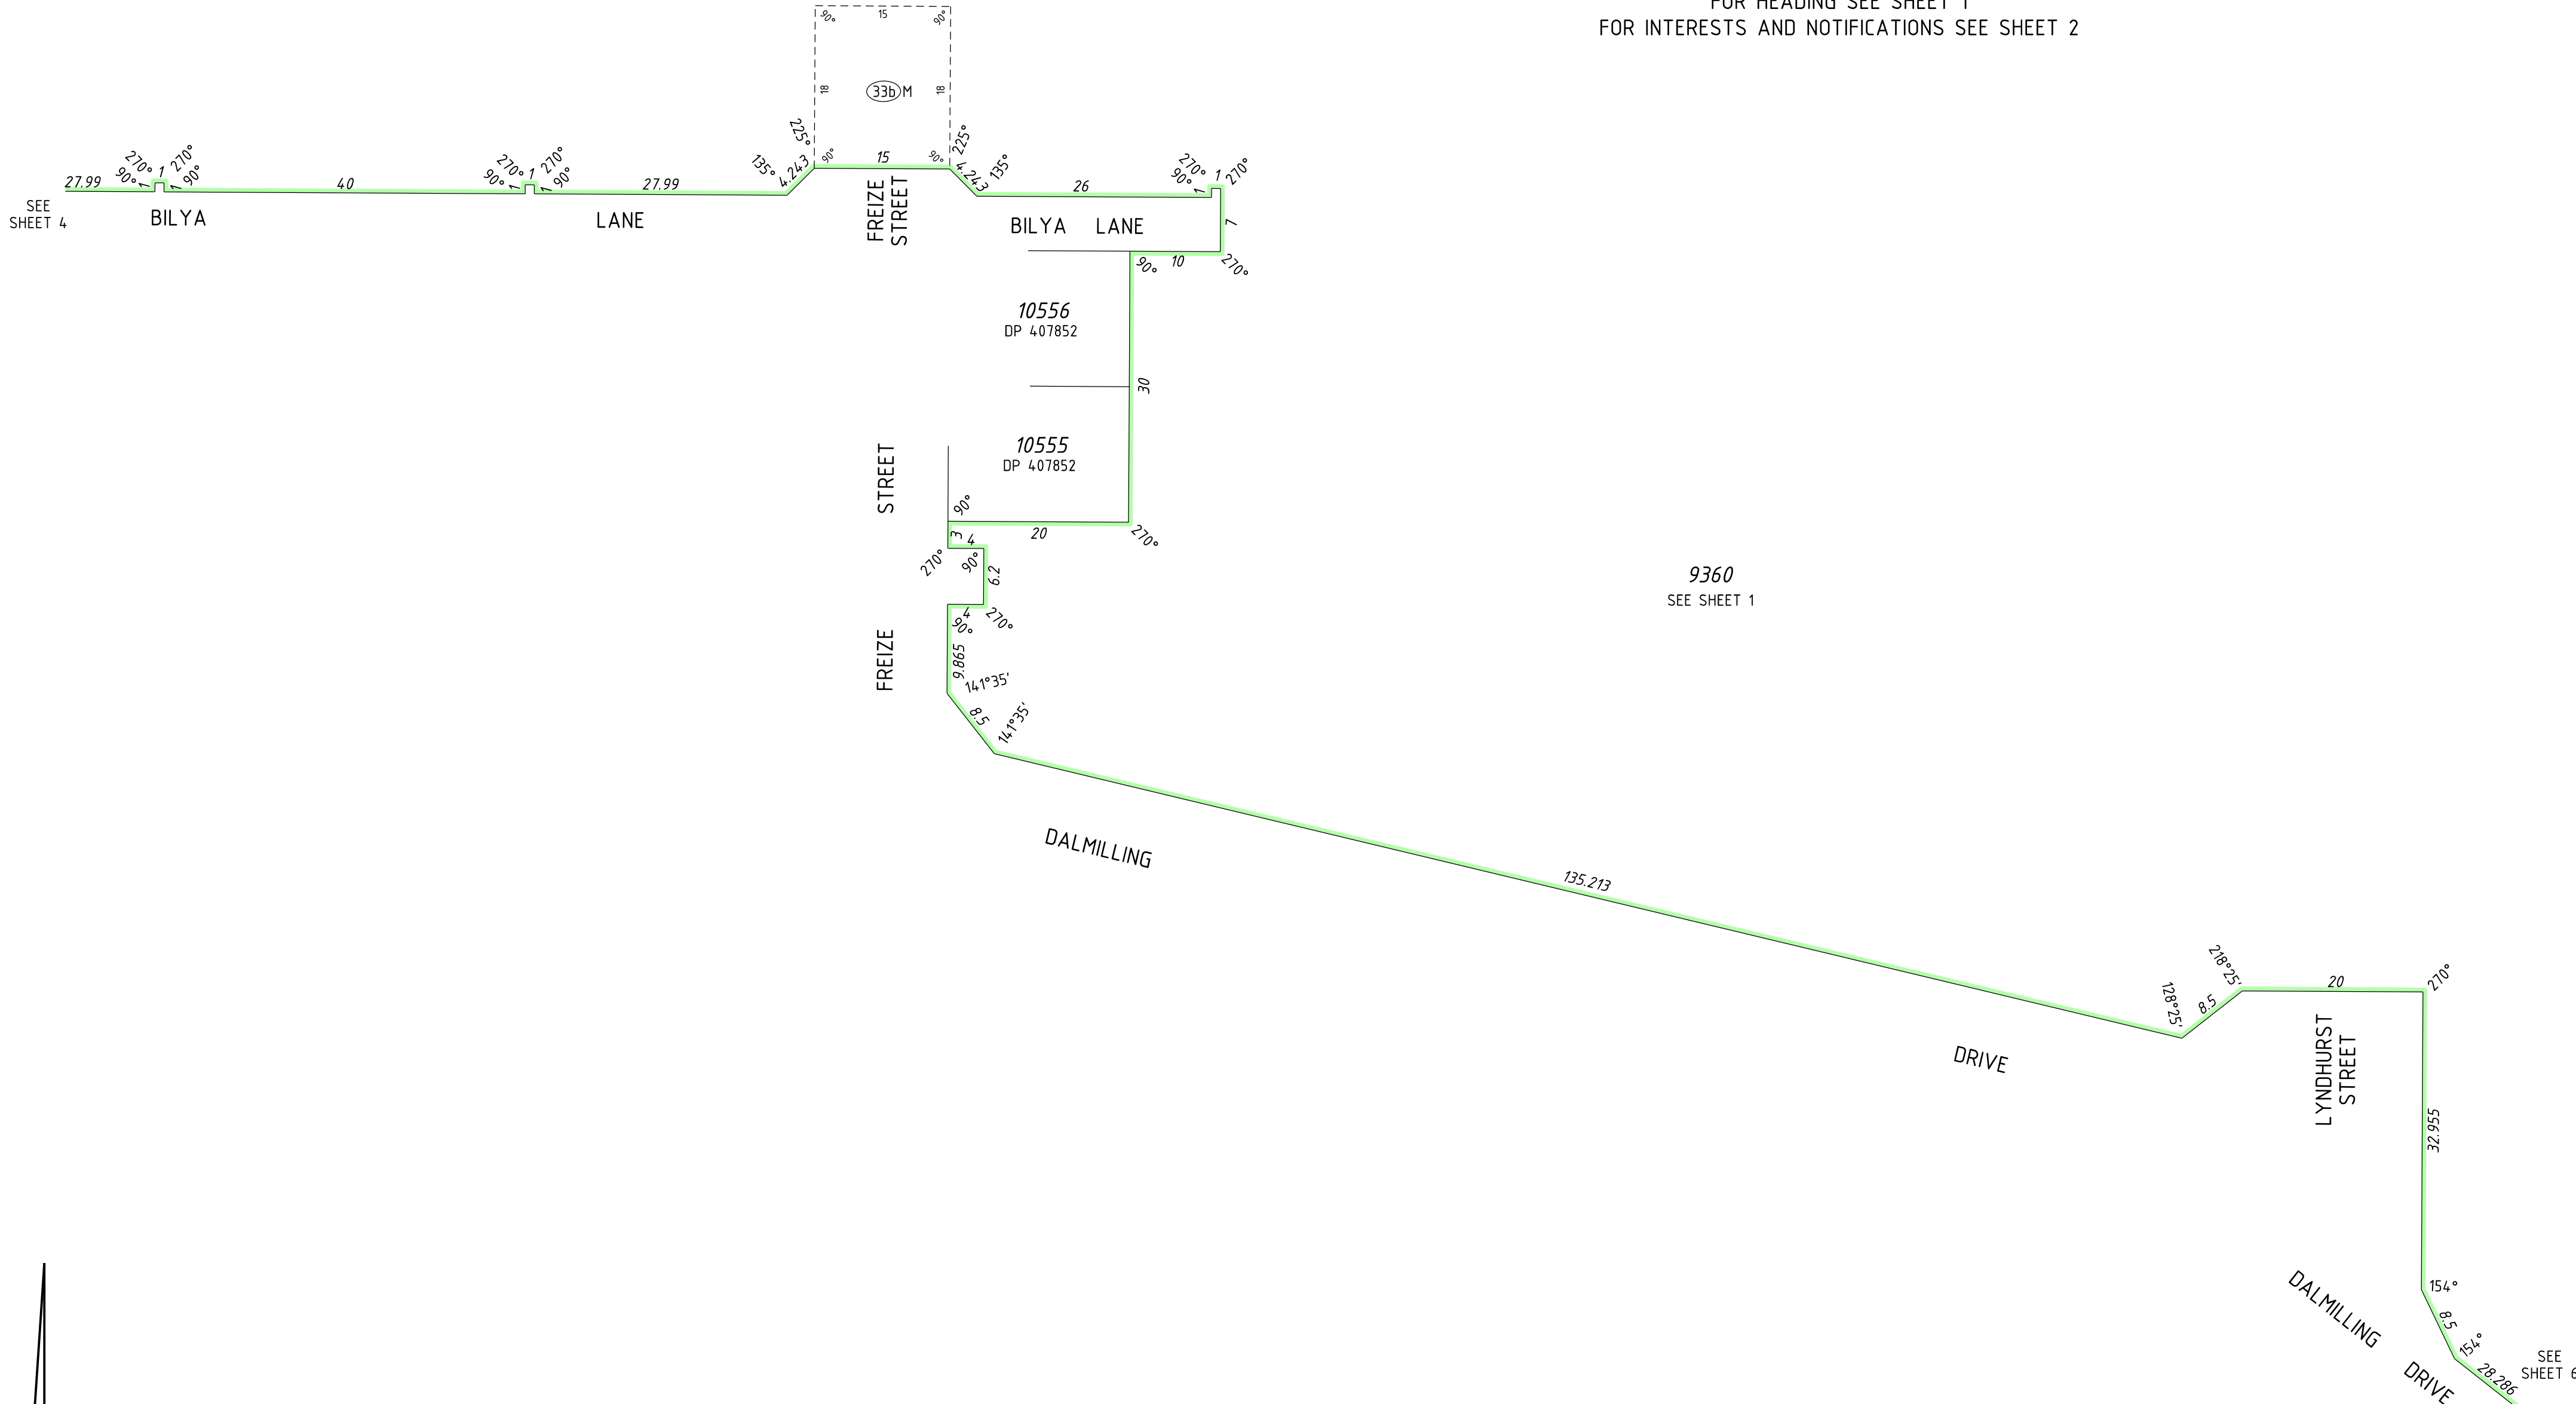 FOR HEADING SEE SHEET 1
FOR INTERESTS AND NOTIFICATIONS SEE SHEET 2
90° 15 90°
18 33b M 18
225° 225°
135° 4.243 90° 15 90° 4.243 135°
27.99 90° 270° 1 1 270° 1 90° 40 90° 270° 1 1 270° 1 90° 27.99
26 90° 270° 1 1 270°
SEE
SHEET 4
BILYA
LANE
FREIZE
STREET
BILYA LANE
7
90° 10 270°
10556
DP 407852
30
10555
DP 407852
STREET
90°
20 270°
3 4
270° 90°
6.2
4 270°
90°
FREIZE
9.865
141°35'
8.5
141°35'
9360
SEE SHEET 1
DALMILLING
135.213
DRIVE
128°25'
218°25'
8.5
20
270°
LYNDHURST
STREET
32.955
154°
8.5
154°
28.286
DALMILLING
DRIVE
SEE
SHEET 6